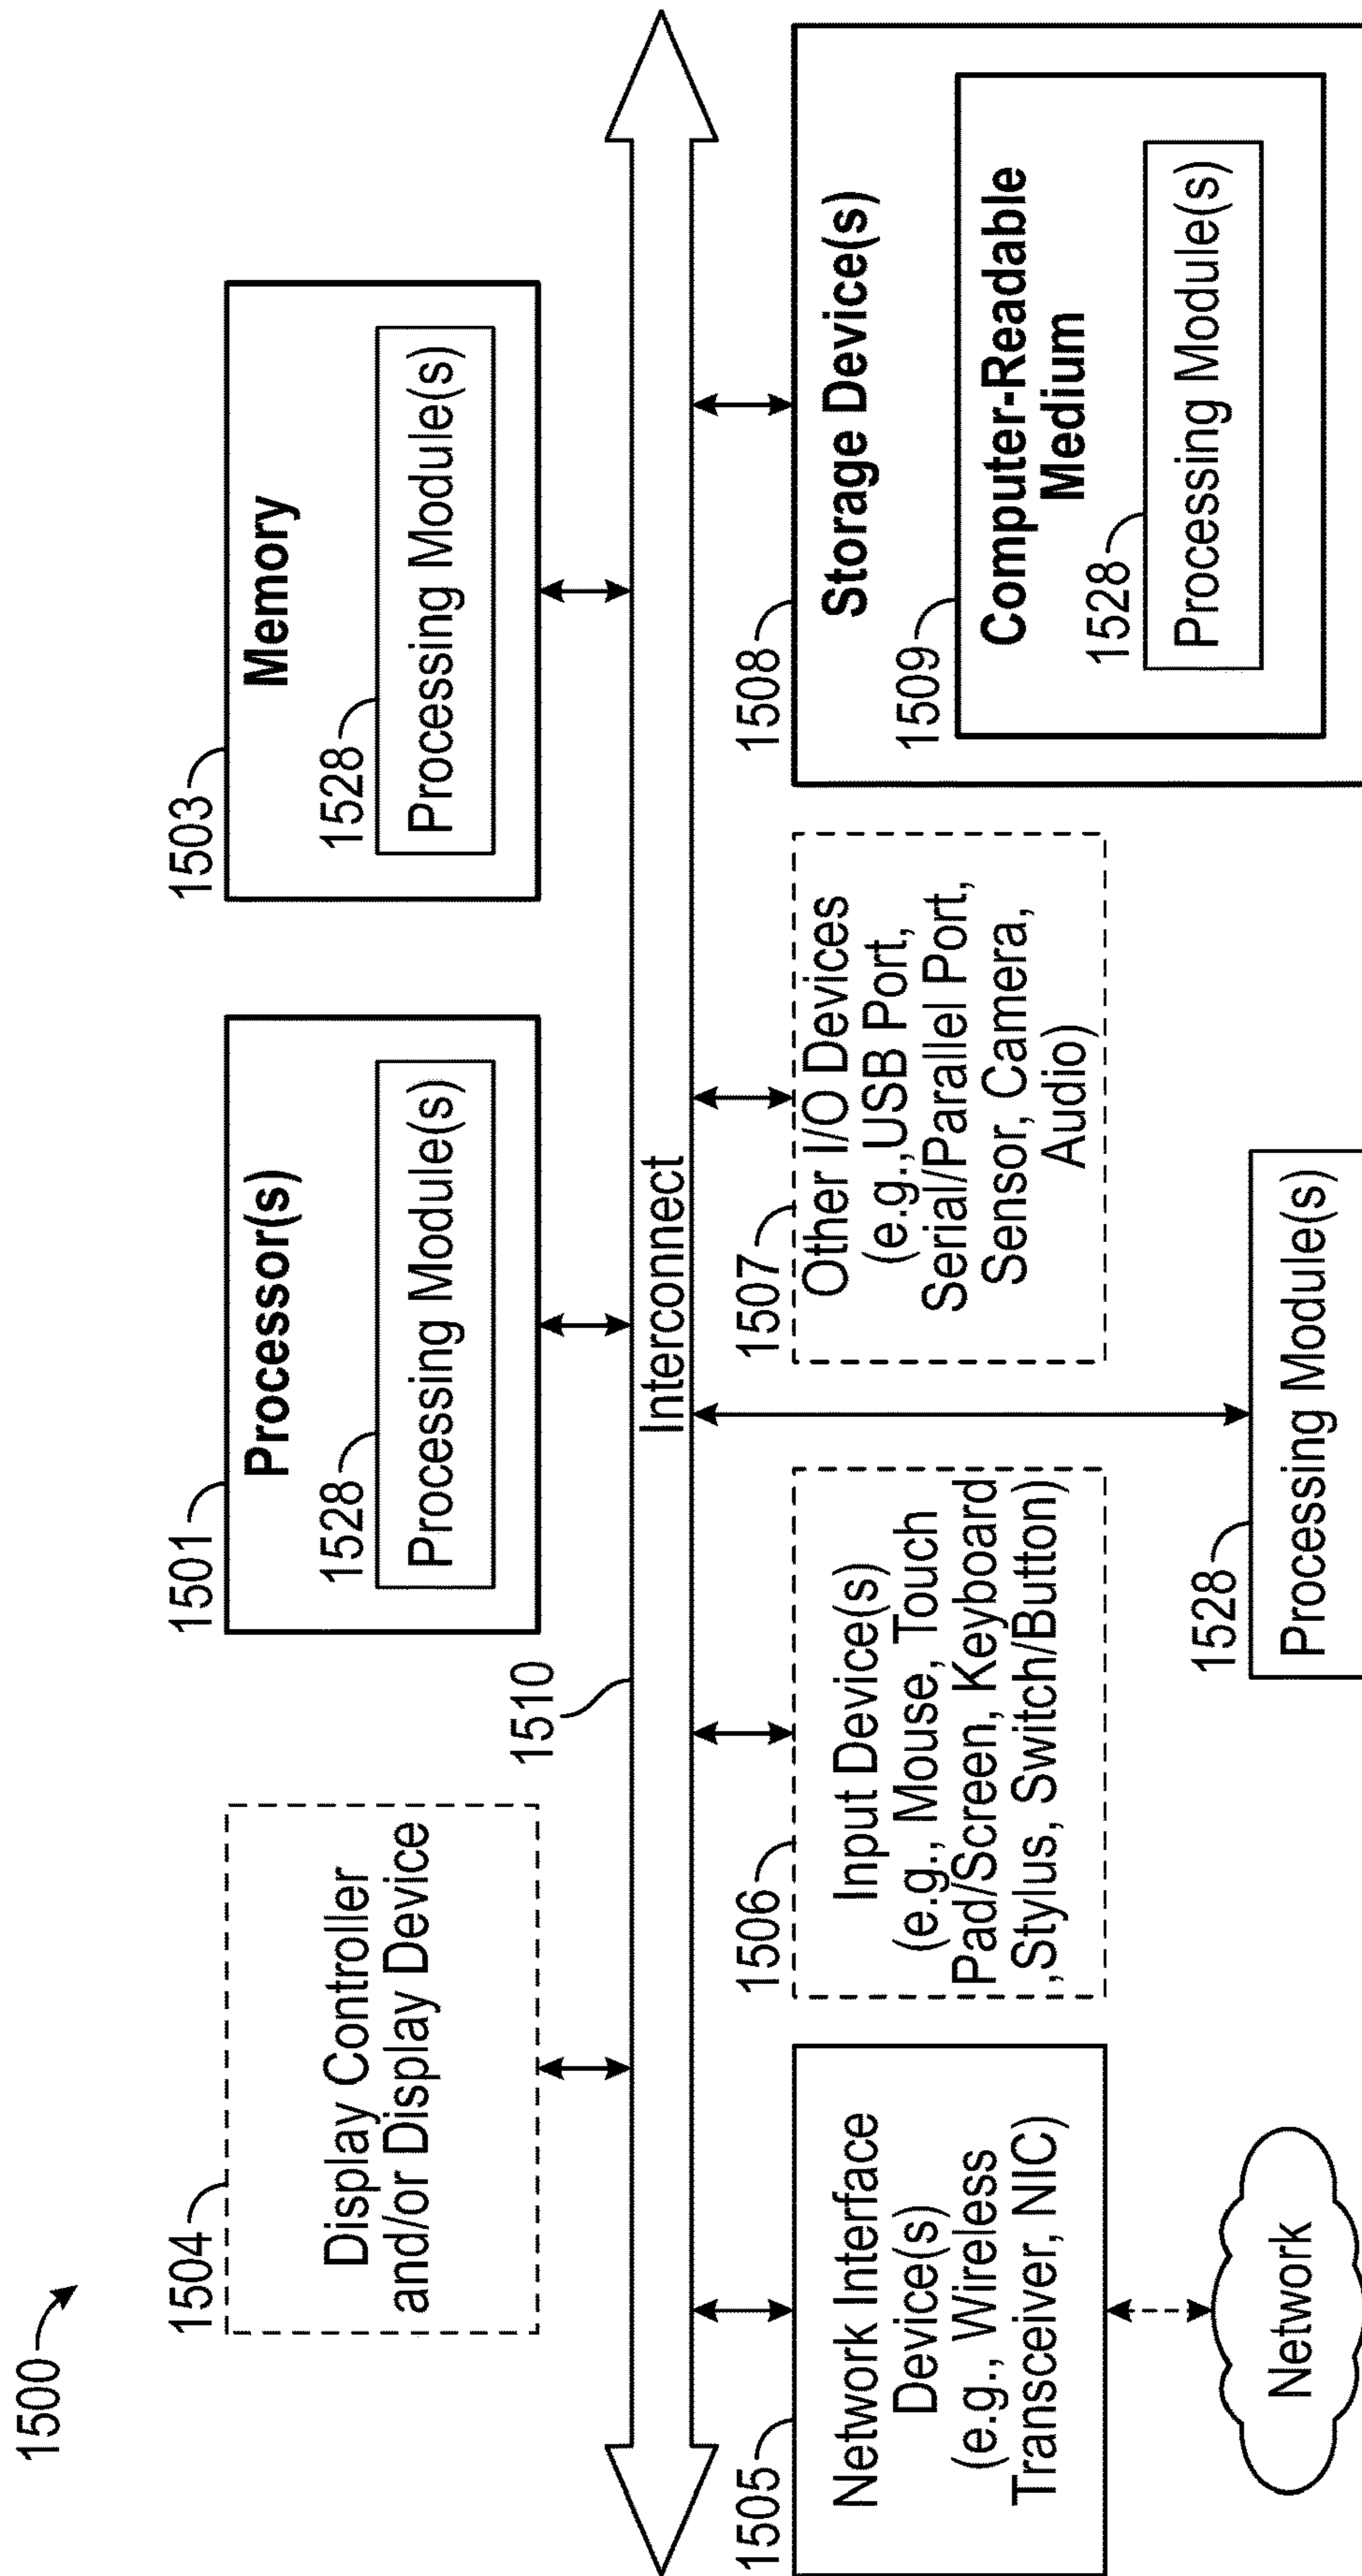 1500
1504
Display Controller
and/or Display Device
1501
Processor(s)
1528
Processing Module(s)
1503
Memory
1528
Processing Module(s)
1510
Interconnect
1505
Network Interface
Device(s)
(e.g., Wireless
Transceiver, NIC)
Network
1506
Input Device(s)
(e.g., Mouse, Touch
Pad/Screen, Keyboard
,Stylus, Switch/Button)
1528
Processing Module(s)
1507
Other I/O Devices
(e.g.,USB Port,
Serial/Parallel Port,
Sensor, Camera,
Audio)
1508
Storage Device(s)
1509
Computer-Readable
Medium
1528
Processing Module(s)